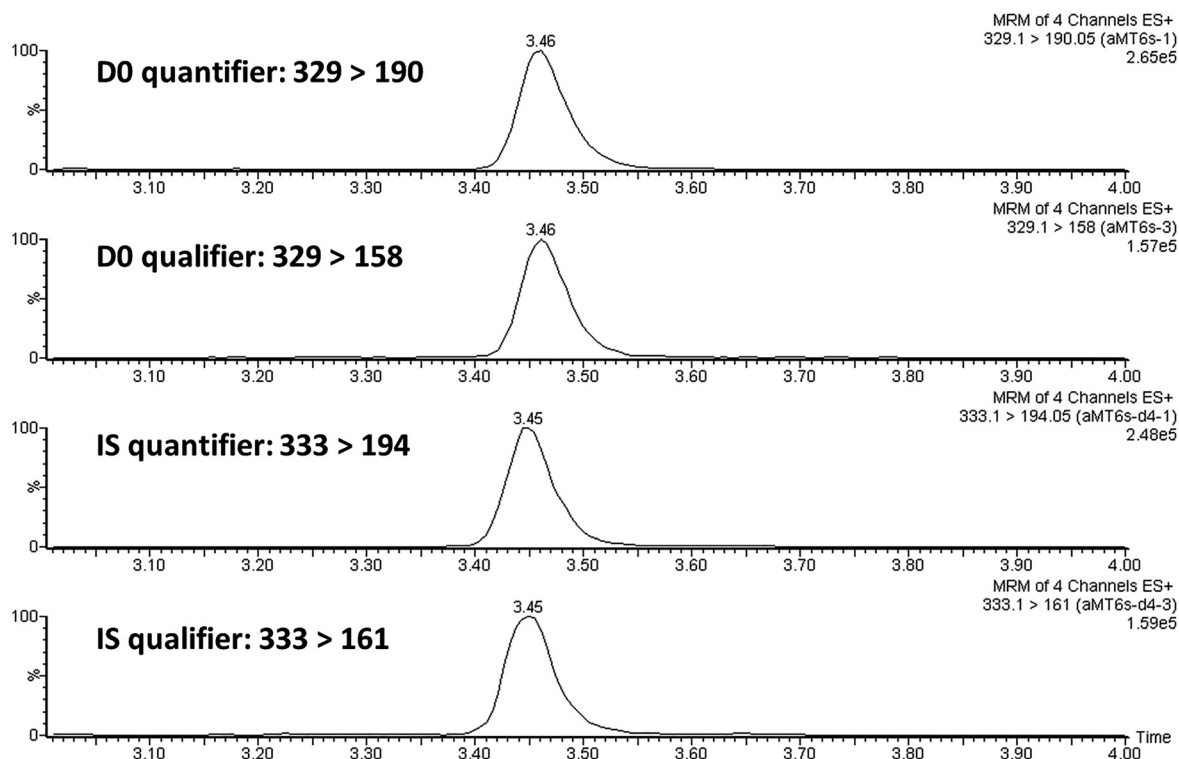 MRM of 4 Channels ES+
329.1 > 190.05 (aMT6s-1)
2.65e5
3.46
100
D0 quantifier: 329 > 190
%
0
3.10 3.20 3.30 3.40 3.50 3.60 3.70 3.80 3.90 4.00
MRM of 4 Channels ES+
329.1 > 158 (aMT6s-3)
1.57e5
3.46
100
D0 qualifier: 329 > 158
%
0
3.10 3.20 3.30 3.40 3.50 3.60 3.70 3.80 3.90 4.00
MRM of 4 Channels ES+
333.1 > 194.05 (aMT6s-d4-1)
2.48e5
3.45
100
IS quantifier: 333 > 194
%
0
3.10 3.20 3.30 3.40 3.50 3.60 3.70 3.80 3.90 4.00
MRM of 4 Channels ES+
333.1 > 161 (aMT6s-d4-3)
1.59e5
3.45
100
IS qualifier: 333 > 161
%
0
Time
3.10 3.20 3.30 3.40 3.50 3.60 3.70 3.80 3.90 4.00